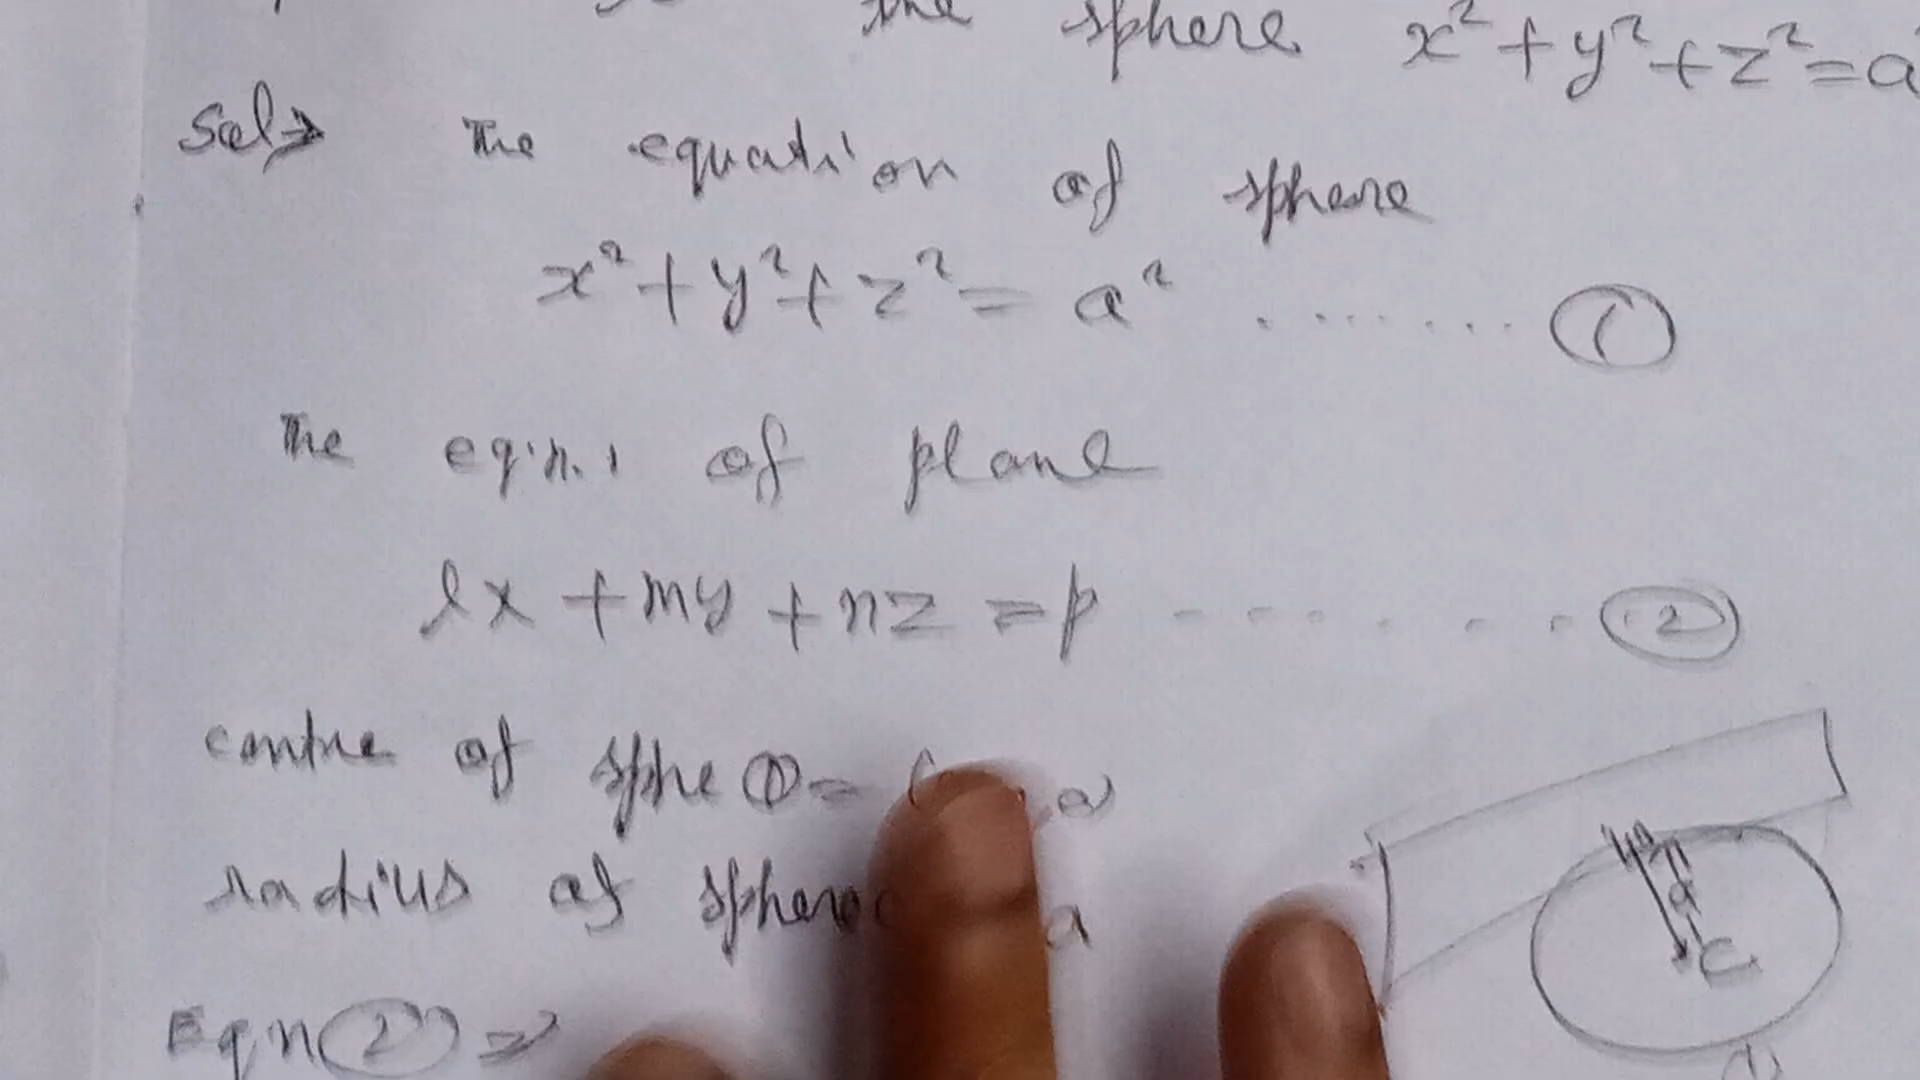 the sphere x²+y²+z²=a
Sol⇒ The equation of sphere
x²+y²+z²= a² ........ ①
The eqn. of plane
lx +my +nz =p - - - - - - - ②
centre of sphe ①= (
radius of sphere a
a
C
Eqn ② ⇒